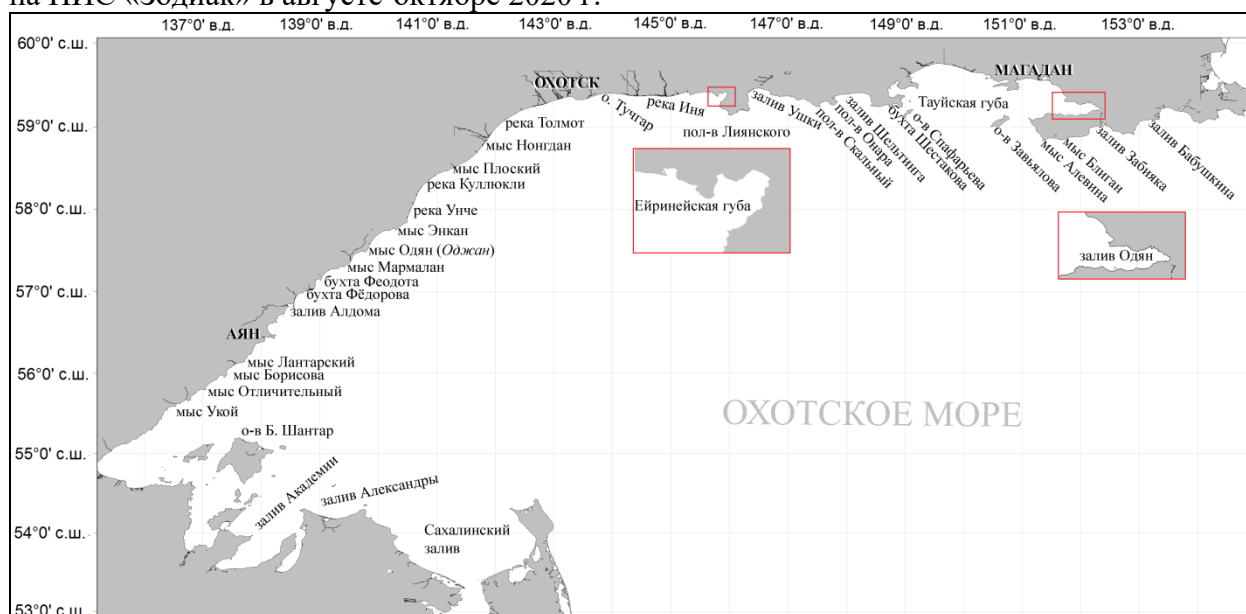 на НИС «Зодиак» в августе-октябре 2020 г.
137°0' в.д. 139°0' в.д. 141°0' в.д. 143°0' в.д. 145°0' в.д. 147°0' в.д. 149°0' в.д. 151°0' в.д. 153°0' в.д.
60°0' с.ш.
МАГАДАН
ОХОТСК
о. Тучгар
река Иня
залив Ушки
пол-в Скальный
пол-в Онара
залив Шельтинга
бухта Шестакова
о-в Спафарьева
Тауйская губа
о-в Завьялова
мыс Алевина
мыс Блиган
залив Забияка
залив Бабушкина
59°0' с.ш.
река Толмот
пол-в Лиянского
мыс Нонгдан
мыс Плоский
река Куллюкли
58°0' с.ш.
река Унче
Ейринейская губа
мыс Энкан
мыс Одян (Оджан)
залив Одян
мыс Мармалан
бухта Феодота
57°0' с.ш.
бухта Фёдорова
залив Алдома
АЯН
мыс Лантарский
56°0' с.ш.
мыс Борисова
мыс Отличительный
мыс Укой
ОХОТСКОЕ МОРЕ
о-в Б. Шантар
55°0' с.ш.
залив Академии
залив Александры
54°0' с.ш.
Сахалинский
залив
53°0' с.ш.